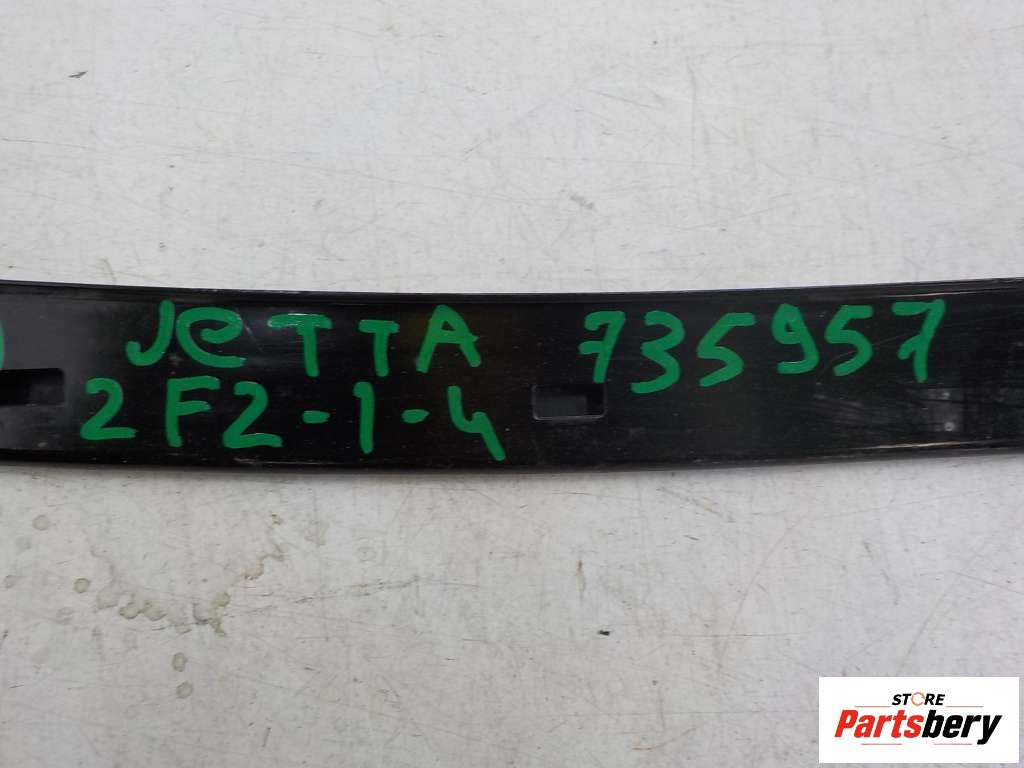 JeTTA 735957
2F2-1-4
STORE
Partsbery